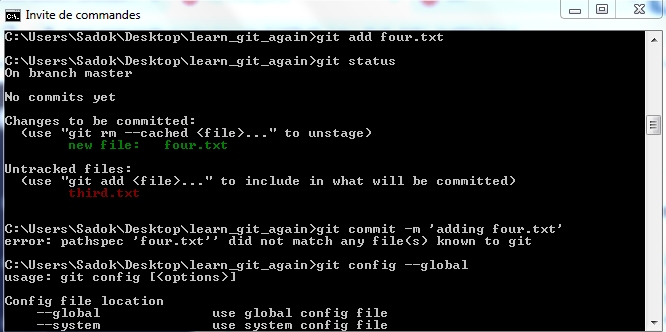 Invite de commandes
C:\Users\Sadok\Desktop\learn_git_again>git add four.txt
C:\Users\Sadok\Desktop\learn_git_again>git status
On branch master
No commits yet
Changes to be committed:
  (use "git rm --cached <file>..." to unstage)
        new file:   four.txt
Untracked files:
  (use "git add <file>..." to include in what will be committed)
        third.txt
C:\Users\Sadok\Desktop\learn_git_again>git commit -m 'adding four.txt'
error: pathspec 'four.txt'' did not match any file(s) known to git
C:\Users\Sadok\Desktop\learn_git_again>git config --global
usage: git config [<options>]
Config file location
    --global              use global config file
    --system              use system config file